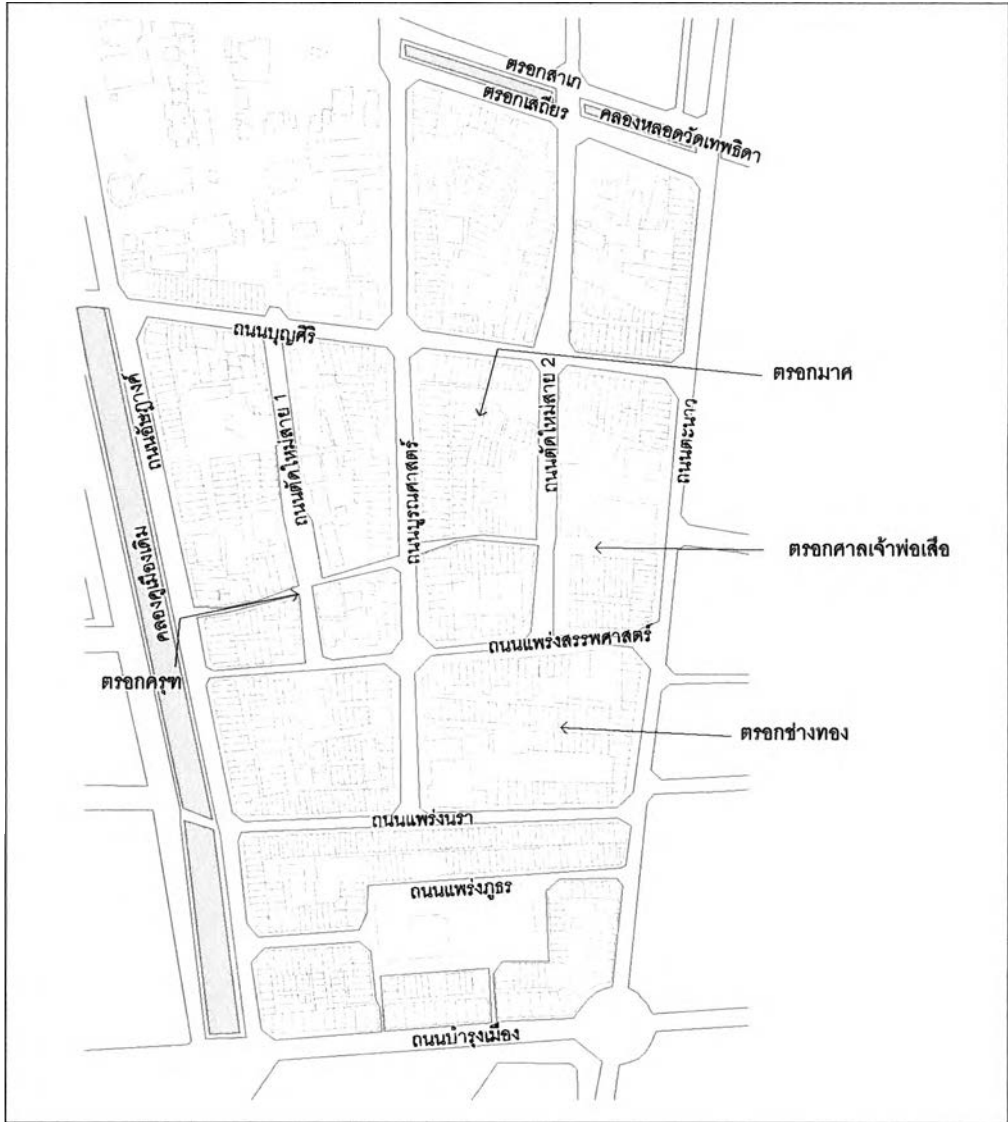 ตรอกสาเก
ตรอกเสถียร
คลองหลอดวัดเทพธิดา
ถนนบุญศิริ
ตรอกมาศ
ถนนอัษฎางค์
ถนนตัดใหม่สาย 1
ถนนบูรณศาสตร์
ถนนตัดใหม่สาย 2
ถนนตะนาว
ตรอกศาลเจ้าพ่อเสือ
คลองคูเมืองเดิม
ถนนแพร่งสรรพศาสตร์
ตรอกครุฑ
ตรอกช่างทอง
ถนนแพร่งนรา
ถนนแพร่งภูธร
ถนนบำรุงเมือง